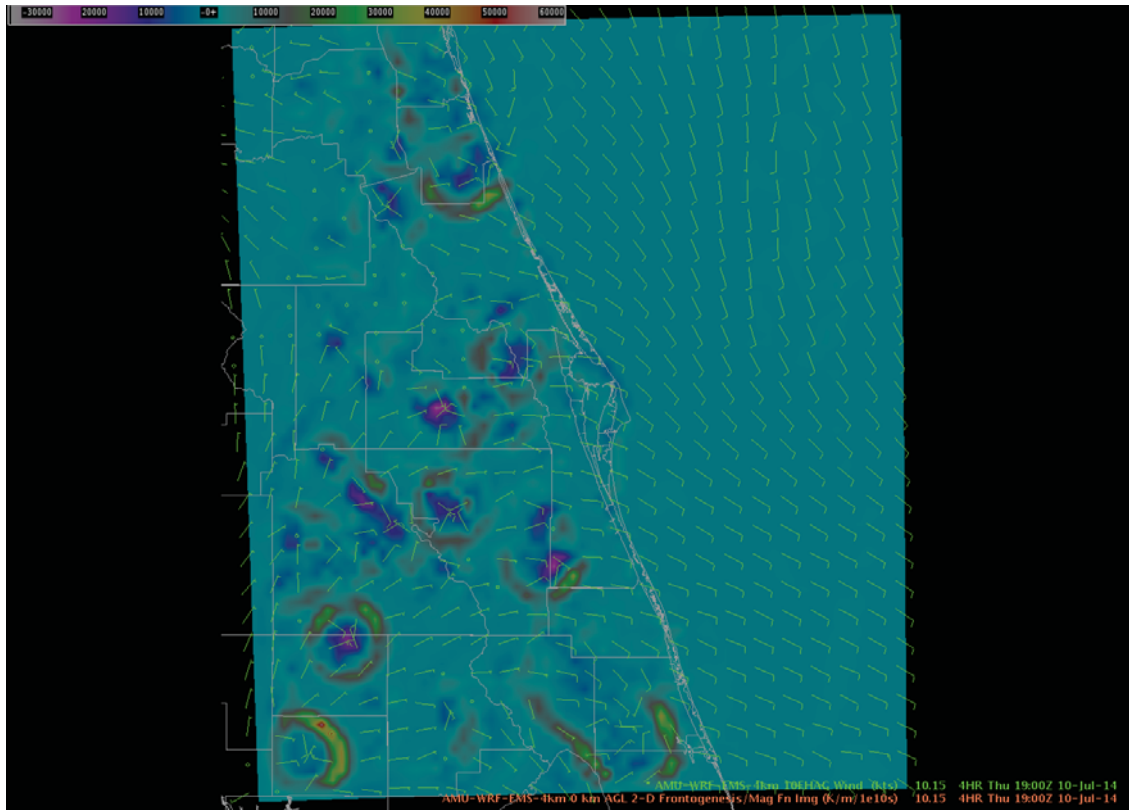 -30000 20000 10000 -0+ 10000 20000 30000 40000 50000 60000
AMU-WRF-EMS-4km 10EHAG Wind (kts) 10.15 4HR Thu 19:00Z 10-Jul-14
AMU-WRF-EMS-4km 0 Km AGL 2-D Frontogenesis/Mag Fn Img (K/m/1e10s) 10.15 4HR Thu 19:00Z 10-Jul-14